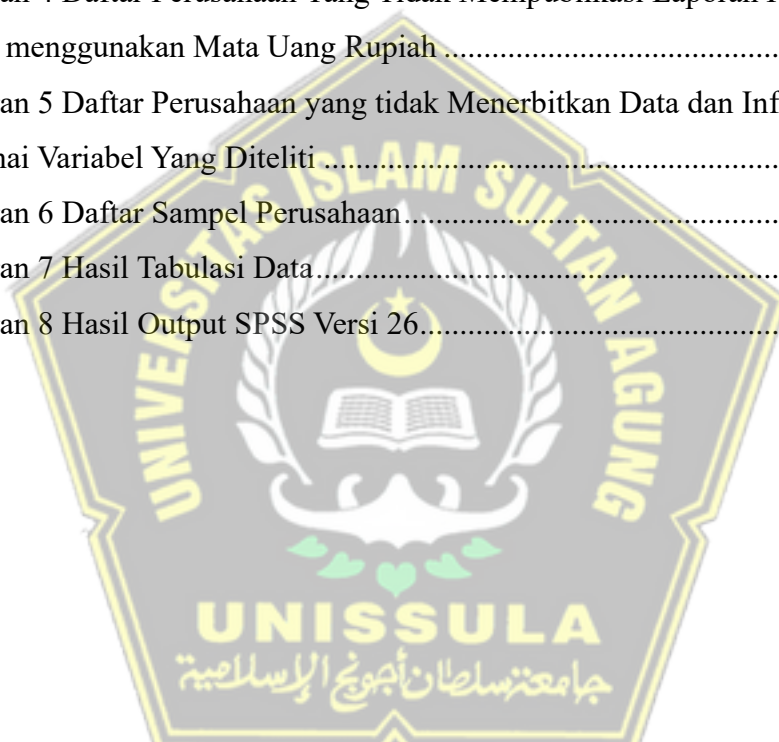 an 4 Daftar Perusahaan Yang Tidak Mempublikasi Laporan
menggunakan Mata Uang Rupiah ........................................
an 5 Daftar Perusahaan yang tidak Menerbitkan Data dan Inf
nai Variabel Yang Diteliti ........................................................
an 6 Daftar Sampel Perusahaan..............................................
an 7 Hasil Tabulasi Data.........................................................
an 8 Hasil Output SPSS Versi 26............................................
UNIVERSITAS ISLAM SULTAN AGUNG
UNISSULA
جامعة سلطان أجونج الإسلامية